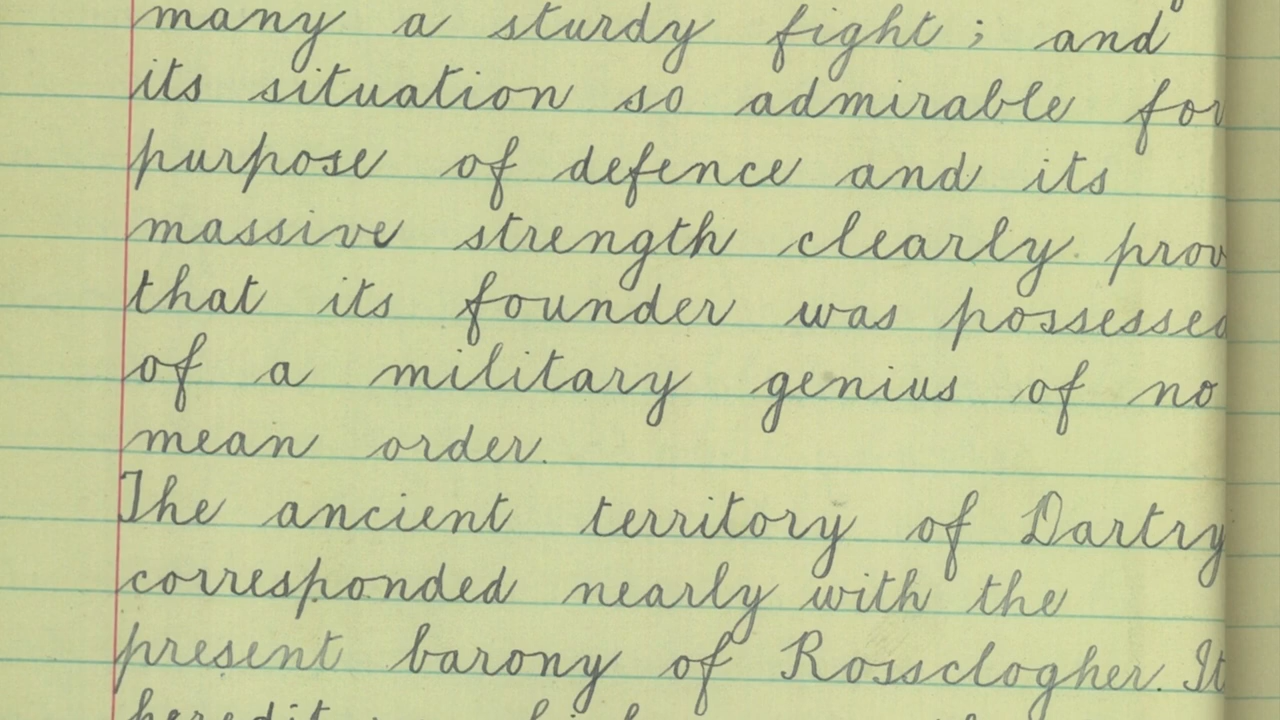 many a sturdy fight; and
its situation so admirable for
purpose of defence and its
massive strength clearly prov
that its founder was possessed
of a military genius of no
mean order.
The ancient territory of Dartry
corresponded nearly with the
present barony of Rossclogher. It